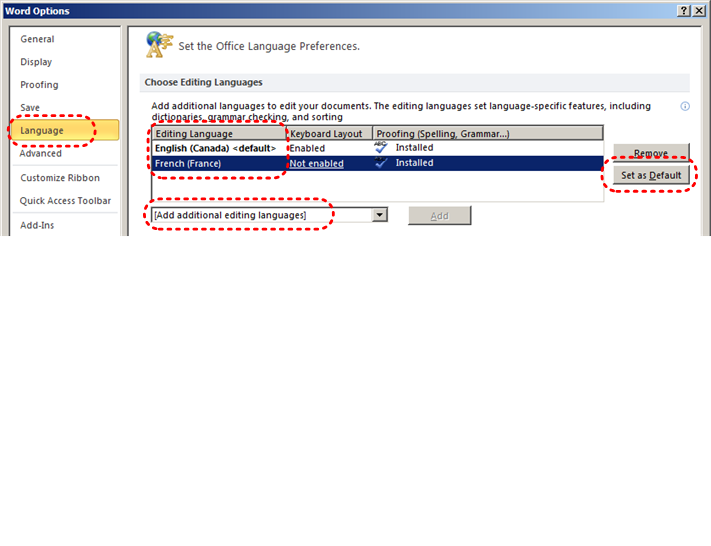 Word Options
General
Display
Proofing
Save
Language
Advanced
Customize Ribbon
Quick Access Toolbar
Add-Ins
Set the Office Language Preferences.
Choose Editing Languages
Add additional languages to edit your documents. The editing languages set language-specific features, including
dictionaries, grammar checking, and sorting
Editing Language Keyboard Layout Proofing (Spelling, Grammar...)
English (Canada) <default> Enabled ABC Installed
French (France) Not enabled Installed
Remove
Set as Default
[Add additional editing languages] Add